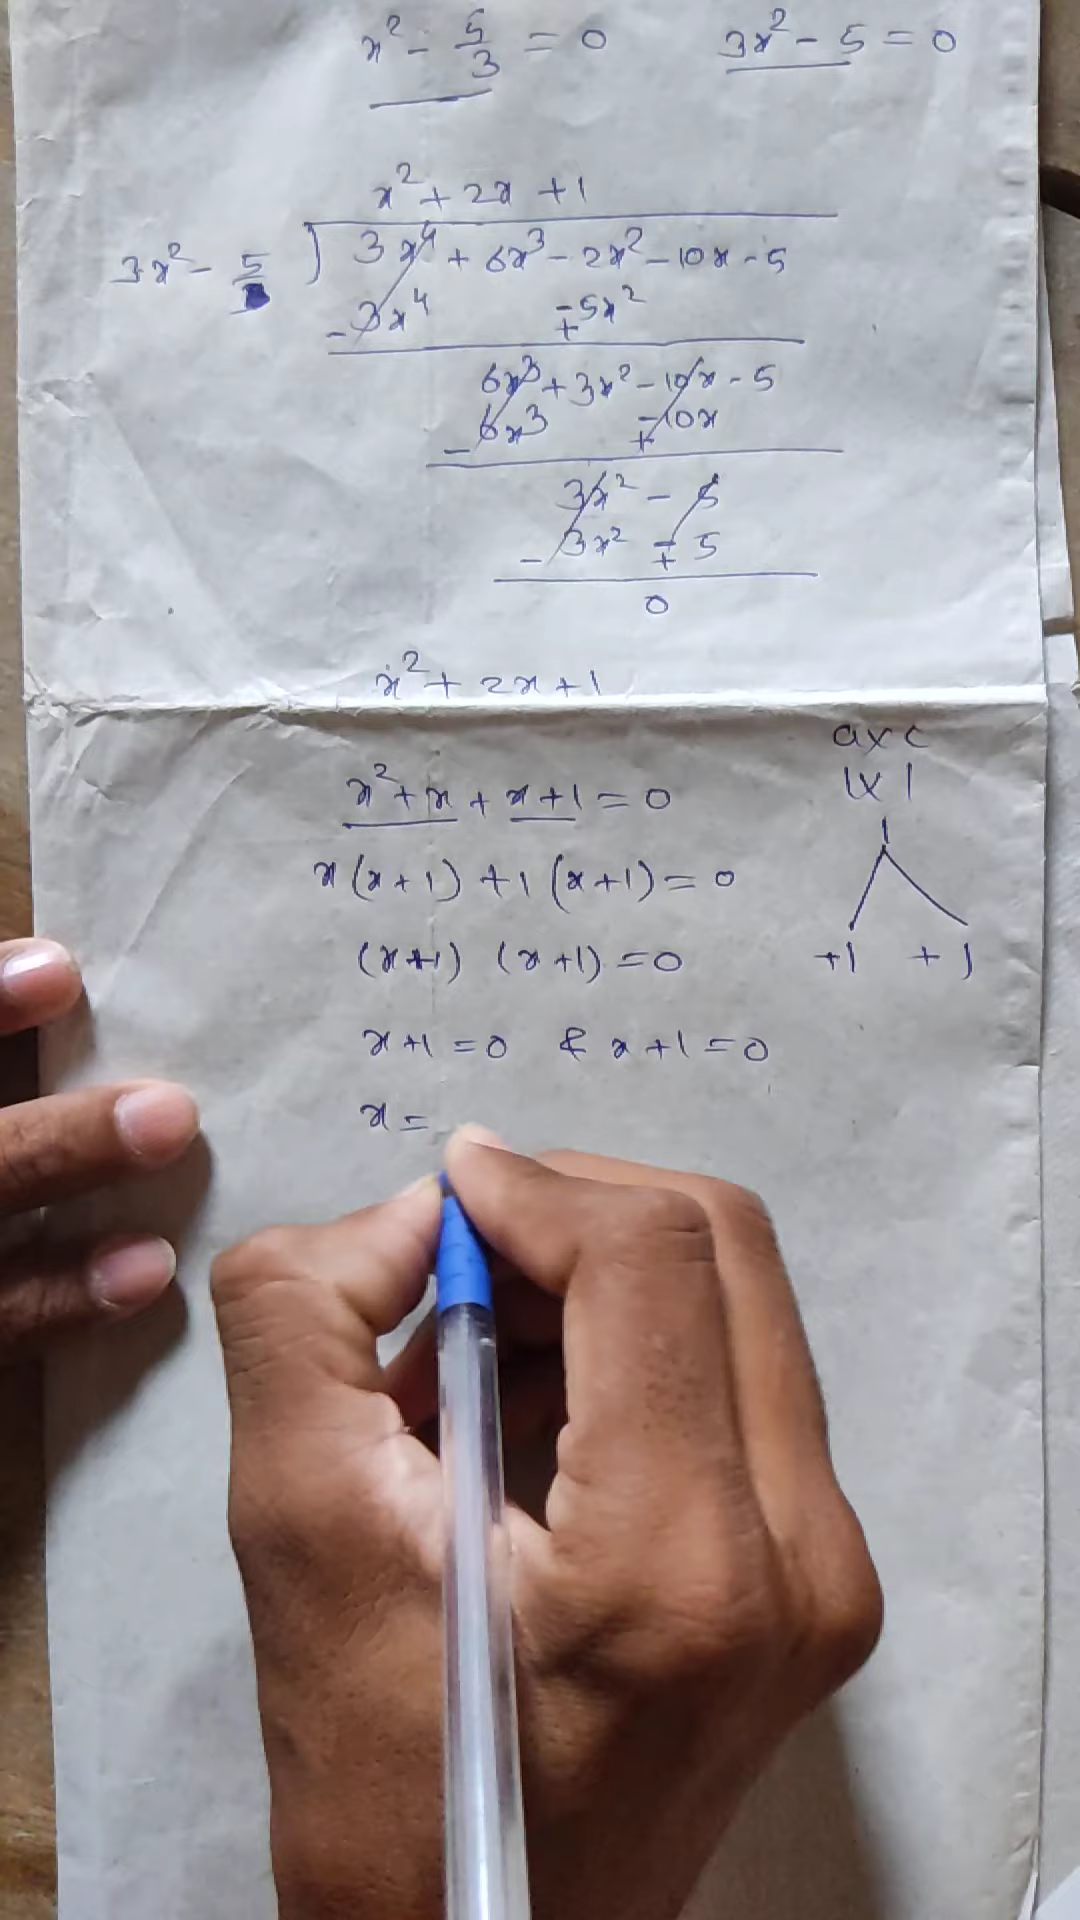 x² - 5/3 = 0 3x² - 5 = 0
x² + 2x + 1
3x² - 5 ) 3x⁴ + 6x³ - 2x² - 10x - 5
- 3x⁴ -+ 5x²
6x³ + 3x² - 10x - 5
- 6x³ -+ 10x
3x² - 5
- 3x² -+ 5
0
x² + 2x + 1
a x c
x² + x + x + 1 = 0 1 x 1
1
x (x + 1) + 1 (x + 1) = 0
(x + 1) (x + 1) = 0 +1 +1
x + 1 = 0 & x + 1 = 0
x =